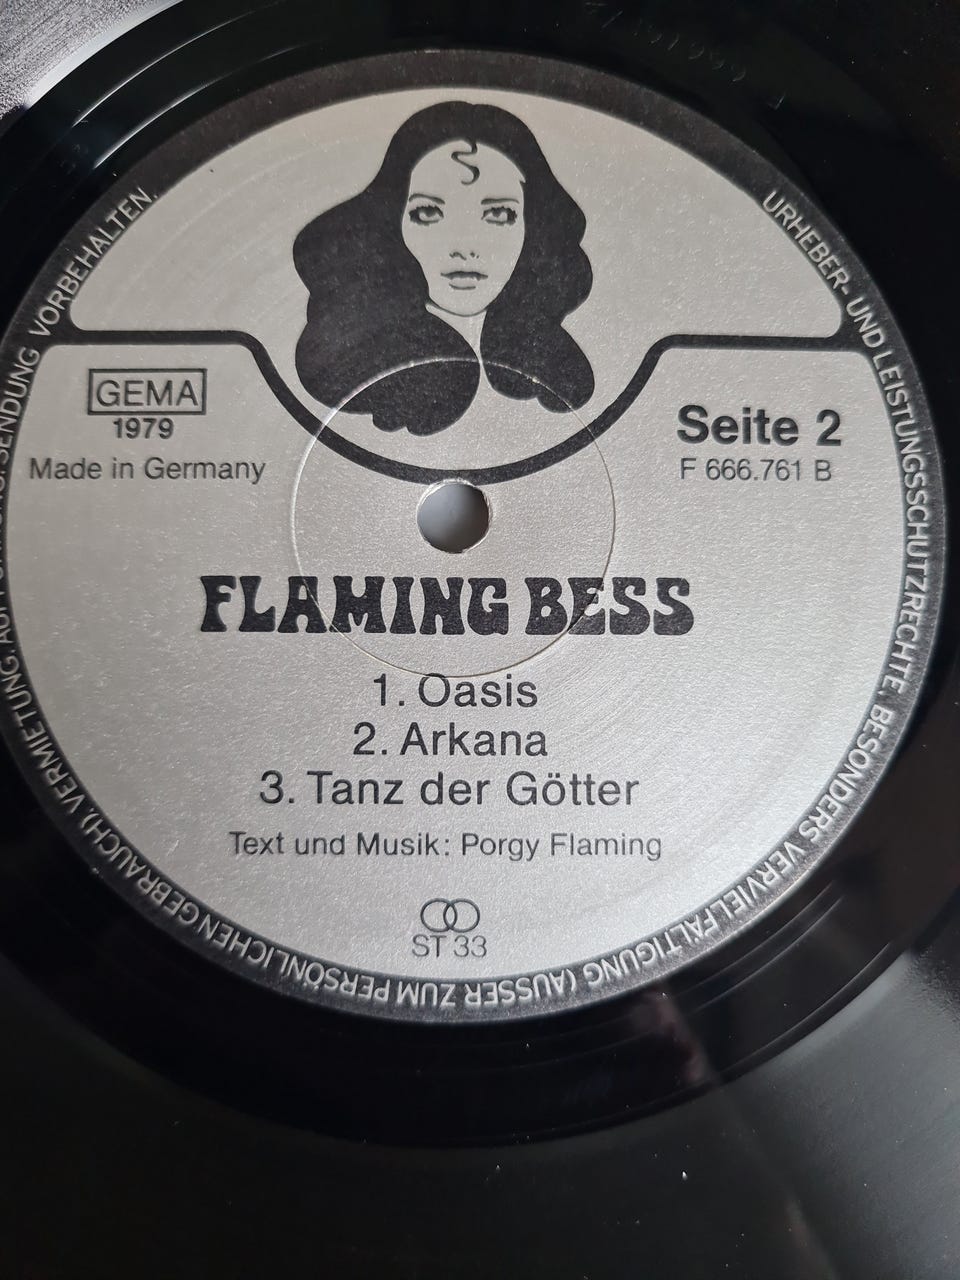 GEMA
1979
Made in Germany
Seite 2
F 666.761 B
FLAMING BESS
1. Oasis
2. Arkana
3. Tanz der Götter
Text und Musik: Porgy Flaming
ST 33
URHEBER- UND LEISTUNGSSCHUTZRECHTE, BESONDERS VERVIELFÄLTIGUNG (AUSSER ZUM PERSÖNLICHEN GEBRAUCH), VERMIETUNG, SENDUNG VORBEHALTEN.